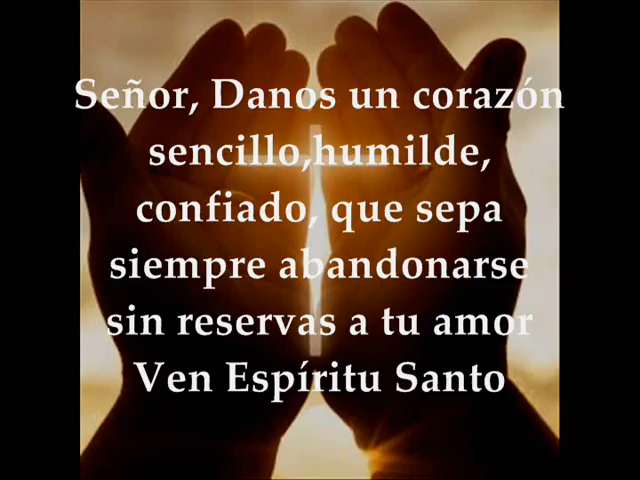 Señor, Danos un corazón
sencillo,humilde,
confiado, que sepa
siempre abandonarse
sin reservas a tu amor
Ven Espíritu Santo